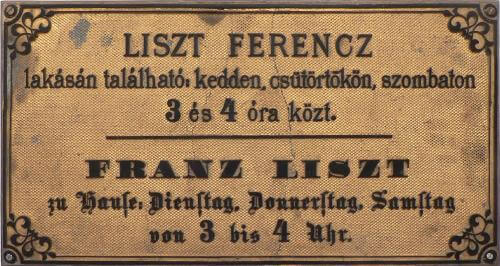 LISZT FERENCZ
lakásán található: kedden, csütörtökön, szombaton
3 és 4 óra közt.
FRANZ LISZT
zu Hause: Dienſtag, Donnerſtag, Samſtag
von 3 bis 4 Uhr.